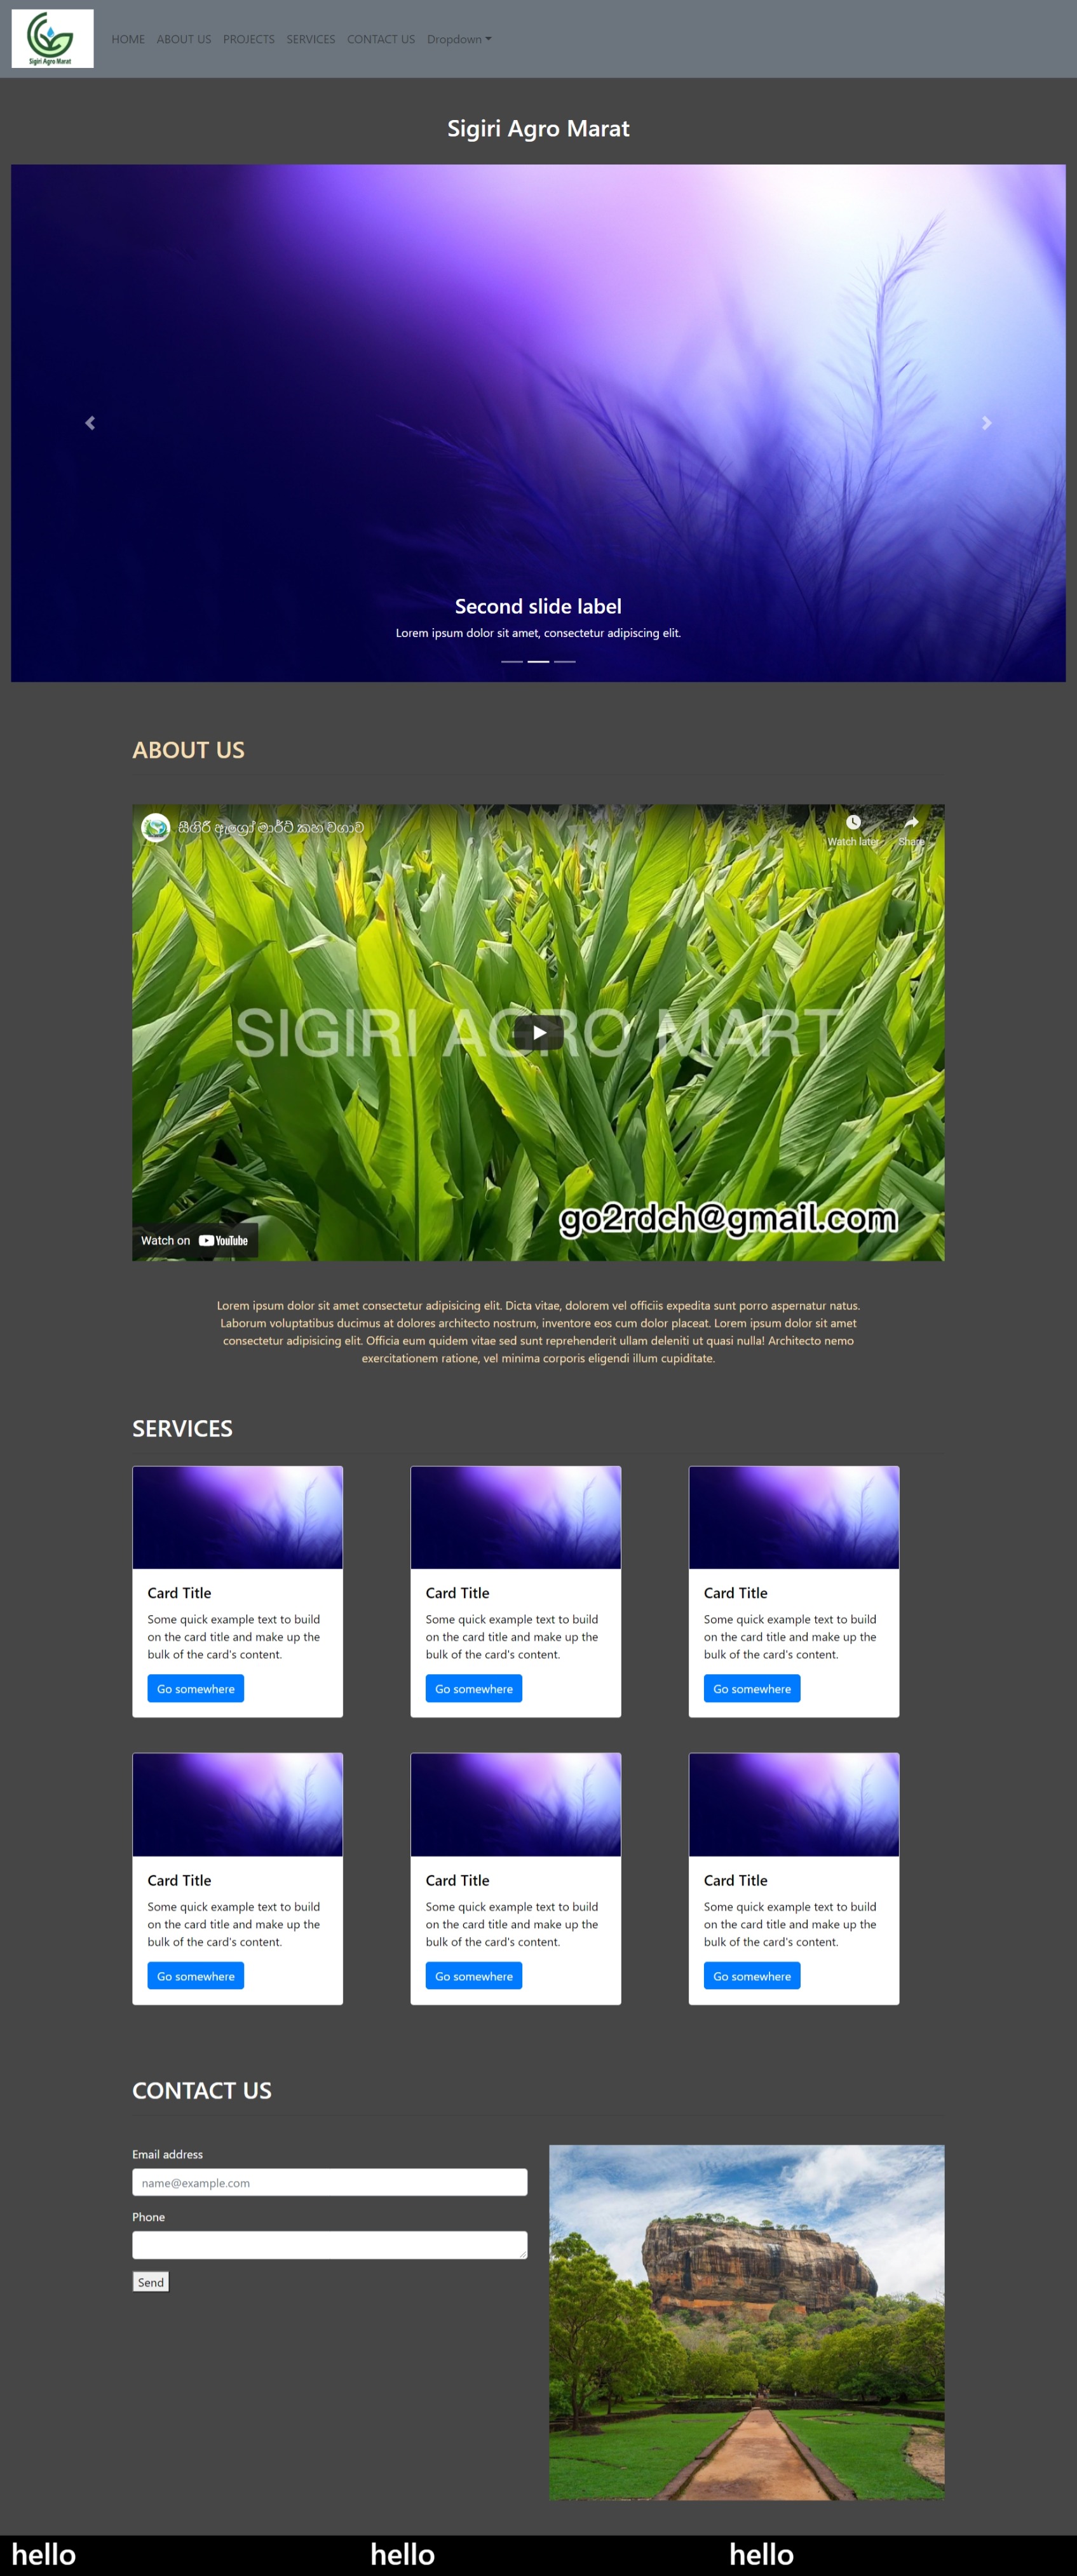 Sigiri Agro Marat
HOME ABOUT US PROJECTS SERVICES CONTACT US Dropdown
Sigiri Agro Marat
Second slide label
Lorem ipsum dolor sit amet, consectetur adipiscing elit.
ABOUT US
සීගිරි ඇග්‍රෝ මාර්ට් කහ වගාව
Watch later Share
SIGIRI AGRO MART
go2rdch@gmail.com
Watch on YouTube
Lorem ipsum dolor sit amet consectetur adipisicing elit. Dicta vitae, dolorem vel officiis expedita sunt porro aspernatur natus.
Laborum voluptatibus ducimus at dolores architecto nostrum, inventore eos cum dolor placeat. Lorem ipsum dolor sit amet
consectetur adipisicing elit. Officia eum quidem vitae sed sunt reprehenderit ullam deleniti ut quasi nulla! Architecto nemo
exercitationem ratione, vel minima corporis eligendi illum cupiditate.
SERVICES
Card Title
Some quick example text to build
on the card title and make up the
bulk of the card's content.
Go somewhere
Card Title
Some quick example text to build
on the card title and make up the
bulk of the card's content.
Go somewhere
Card Title
Some quick example text to build
on the card title and make up the
bulk of the card's content.
Go somewhere
Card Title
Some quick example text to build
on the card title and make up the
bulk of the card's content.
Go somewhere
Card Title
Some quick example text to build
on the card title and make up the
bulk of the card's content.
Go somewhere
Card Title
Some quick example text to build
on the card title and make up the
bulk of the card's content.
Go somewhere
CONTACT US
Email address
name@example.com
Phone
Send
hello hello hello